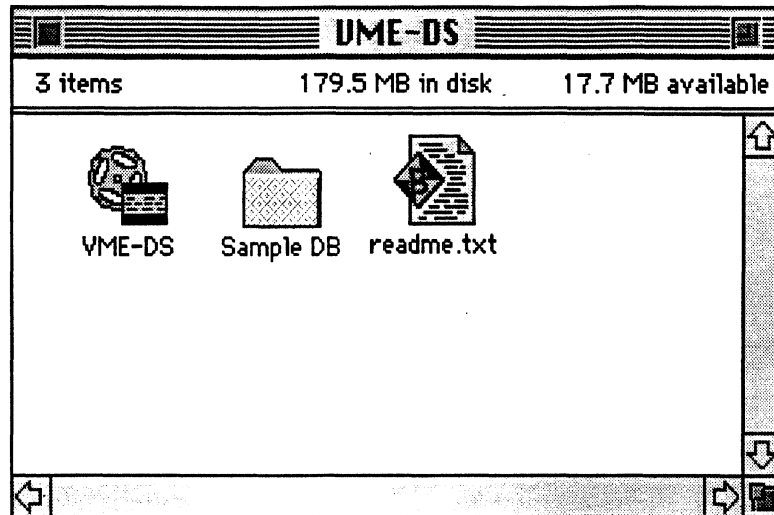 VME-DS
3 items 179.5 MB in disk 17.7 MB available
B
VME-DS Sample DB readme.txt